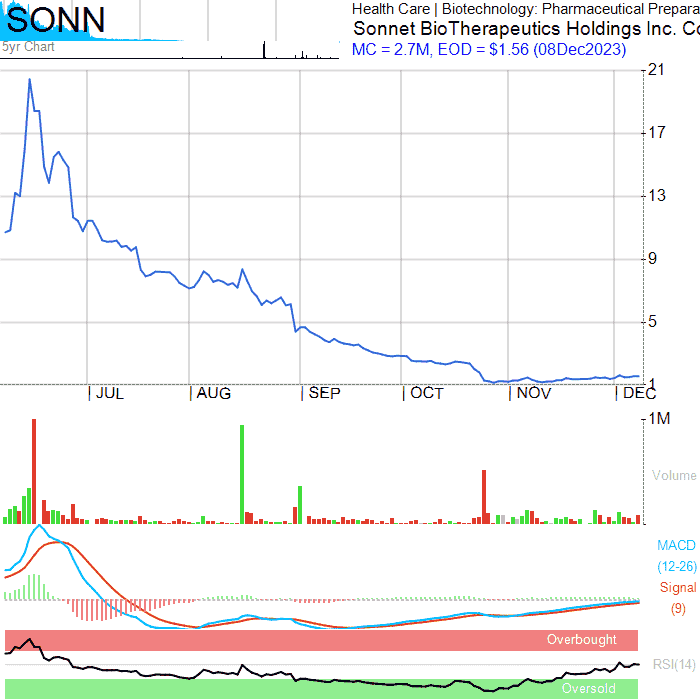 SONN
5yr Chart
Health Care | Biotechnology: Pharmaceutical Prepara
Sonnet BioTherapeutics Holdings Inc. Co
MC = 2.7M, EOD = $1.56 (08Dec2023)
21
17
13
9
5
1
JUL AUG SEP OCT NOV DEC
1M
Volume
MACD
(12-26)
Signal
(9)
Overbought
RSI(14)
Oversold